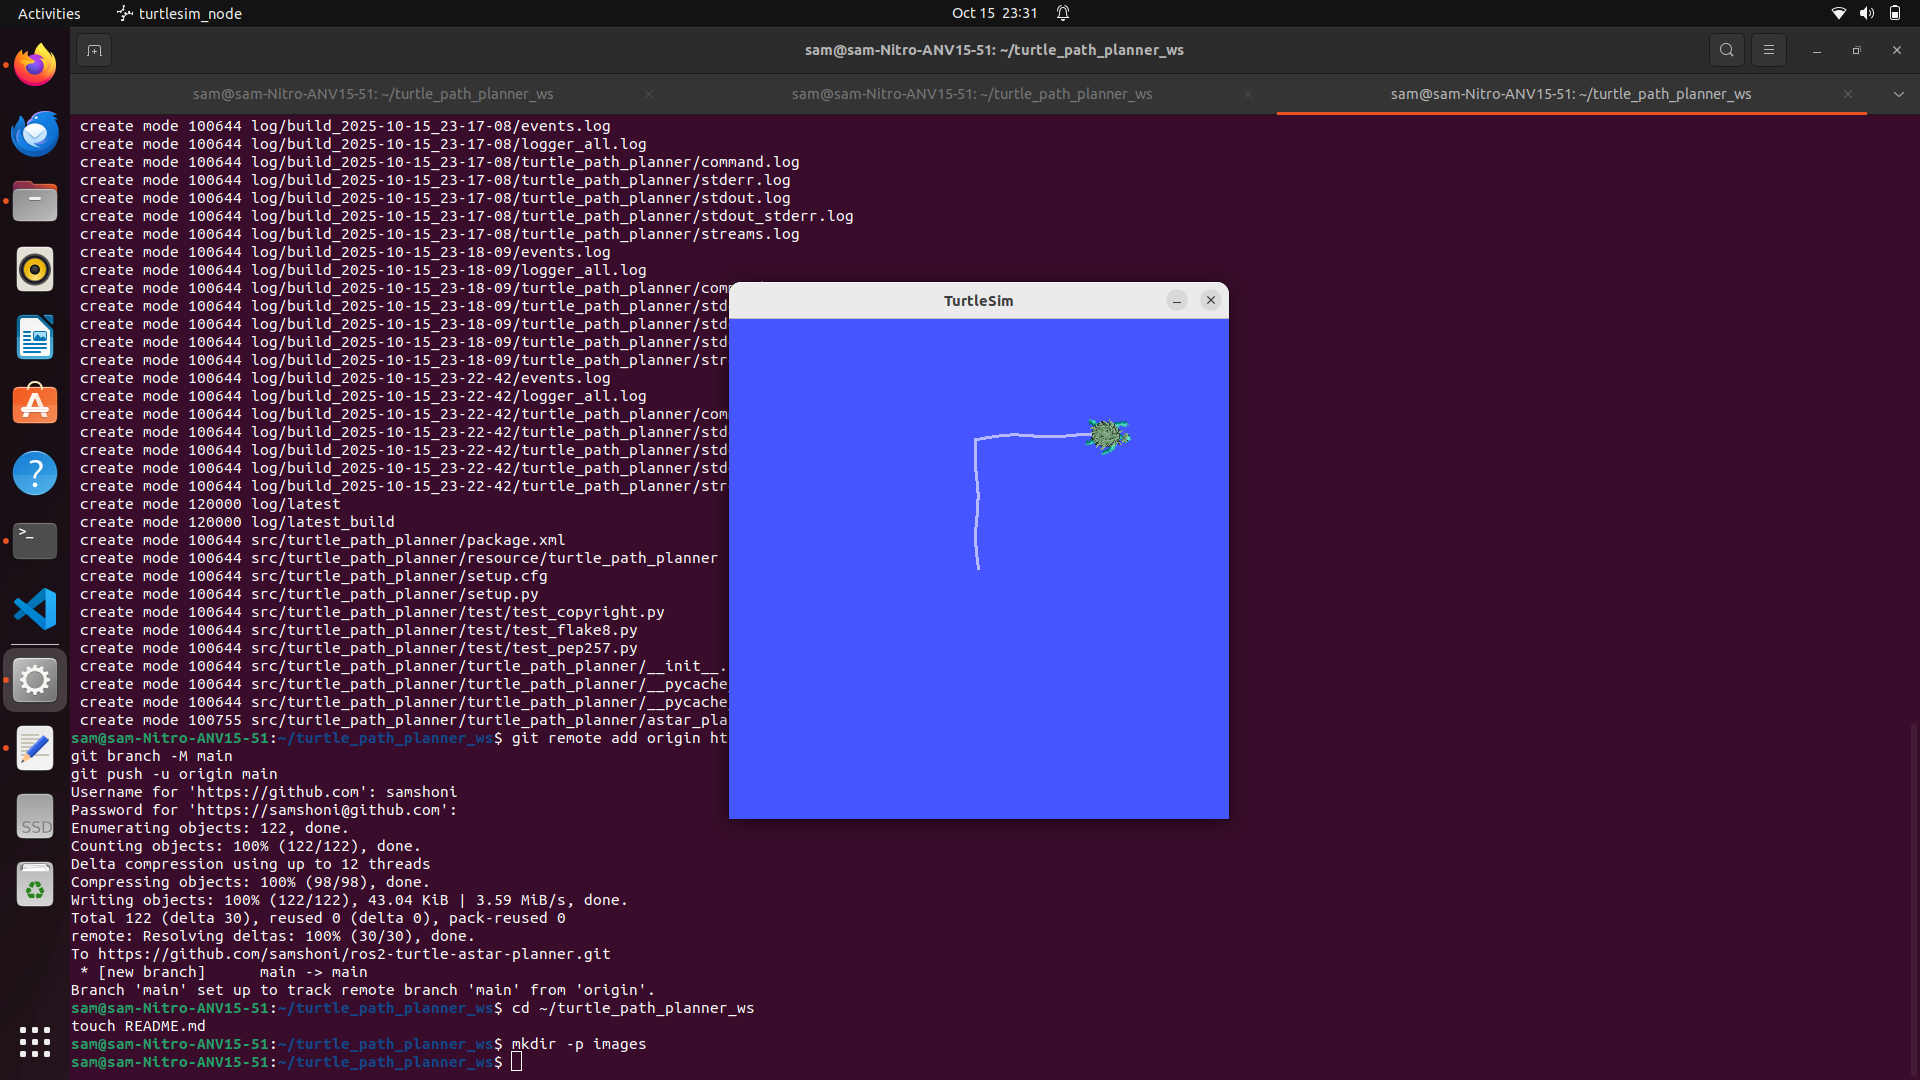 Activities
turtlesim_node
Oct 15 23:31
sam@sam-Nitro-ANV15-51: ~/turtle_path_planner_ws
sam@sam-Nitro-ANV15-51: ~/turtle_path_planner_ws
sam@sam-Nitro-ANV15-51: ~/turtle_path_planner_ws
sam@sam-Nitro-ANV15-51: ~/turtle_path_planner_ws
create mode 100644 log/build_2025-10-15_23-17-08/events.log
create mode 100644 log/build_2025-10-15_23-17-08/logger_all.log
create mode 100644 log/build_2025-10-15_23-17-08/turtle_path_planner/command.log
create mode 100644 log/build_2025-10-15_23-17-08/turtle_path_planner/stderr.log
create mode 100644 log/build_2025-10-15_23-17-08/turtle_path_planner/stdout.log
create mode 100644 log/build_2025-10-15_23-17-08/turtle_path_planner/stdout_stderr.log
create mode 100644 log/build_2025-10-15_23-17-08/turtle_path_planner/streams.log
create mode 100644 log/build_2025-10-15_23-18-09/events.log
create mode 100644 log/build_2025-10-15_23-18-09/logger_all.log
create mode 100644 log/build_2025-10-15_23-18-09/turtle_path_planner/com
create mode 100644 log/build_2025-10-15_23-18-09/turtle_path_planner/std
create mode 100644 log/build_2025-10-15_23-18-09/turtle_path_planner/std
create mode 100644 log/build_2025-10-15_23-18-09/turtle_path_planner/std
create mode 100644 log/build_2025-10-15_23-18-09/turtle_path_planner/str
create mode 100644 log/build_2025-10-15_23-22-42/events.log
create mode 100644 log/build_2025-10-15_23-22-42/logger_all.log
create mode 100644 log/build_2025-10-15_23-22-42/turtle_path_planner/com
create mode 100644 log/build_2025-10-15_23-22-42/turtle_path_planner/std
create mode 100644 log/build_2025-10-15_23-22-42/turtle_path_planner/std
create mode 100644 log/build_2025-10-15_23-22-42/turtle_path_planner/std
create mode 100644 log/build_2025-10-15_23-22-42/turtle_path_planner/str
create mode 120000 log/latest
create mode 120000 log/latest_build
create mode 100644 src/turtle_path_planner/package.xml
create mode 100644 src/turtle_path_planner/resource/turtle_path_planner
create mode 100644 src/turtle_path_planner/setup.cfg
create mode 100644 src/turtle_path_planner/setup.py
create mode 100644 src/turtle_path_planner/test/test_copyright.py
create mode 100644 src/turtle_path_planner/test/test_flake8.py
create mode 100644 src/turtle_path_planner/test/test_pep257.py
create mode 100644 src/turtle_path_planner/turtle_path_planner/__init__.
create mode 100644 src/turtle_path_planner/turtle_path_planner/__pycache_
create mode 100644 src/turtle_path_planner/turtle_path_planner/__pycache_
create mode 100755 src/turtle_path_planner/turtle_path_planner/astar_pla
sam@sam-Nitro-ANV15-51:~/turtle_path_planner_ws$ git remote add origin ht
git branch -M main
git push -u origin main
Username for 'https://github.com': samshoni
Password for 'https://samshoni@github.com':
Enumerating objects: 122, done.
Counting objects: 100% (122/122), done.
Delta compression using up to 12 threads
Compressing objects: 100% (98/98), done.
Writing objects: 100% (122/122), 43.04 KiB | 3.59 MiB/s, done.
Total 122 (delta 30), reused 0 (delta 0), pack-reused 0
remote: Resolving deltas: 100% (30/30), done.
To https://github.com/samshoni/ros2-turtle-astar-planner.git
* [new branch]      main -> main
Branch 'main' set up to track remote branch 'main' from 'origin'.
sam@sam-Nitro-ANV15-51:~/turtle_path_planner_ws$ cd ~/turtle_path_planner_ws
touch README.md
sam@sam-Nitro-ANV15-51:~/turtle_path_planner_ws$ mkdir -p images
sam@sam-Nitro-ANV15-51:~/turtle_path_planner_ws$
TurtleSim
SSD